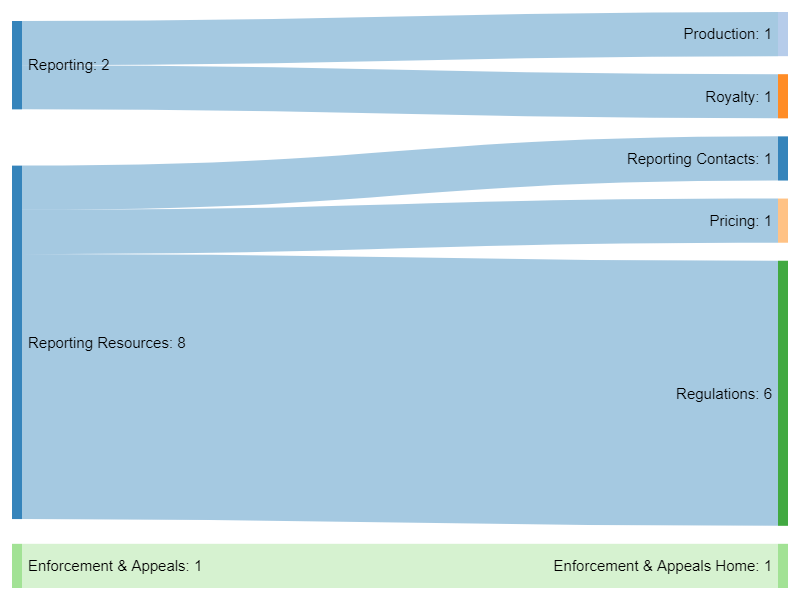 Production: 1
Reporting: 2
Royalty: 1
Reporting Contacts: 1
Pricing: 1
Reporting Resources: 8
Regulations: 6
Enforcement & Appeals: 1
Enforcement & Appeals Home: 1